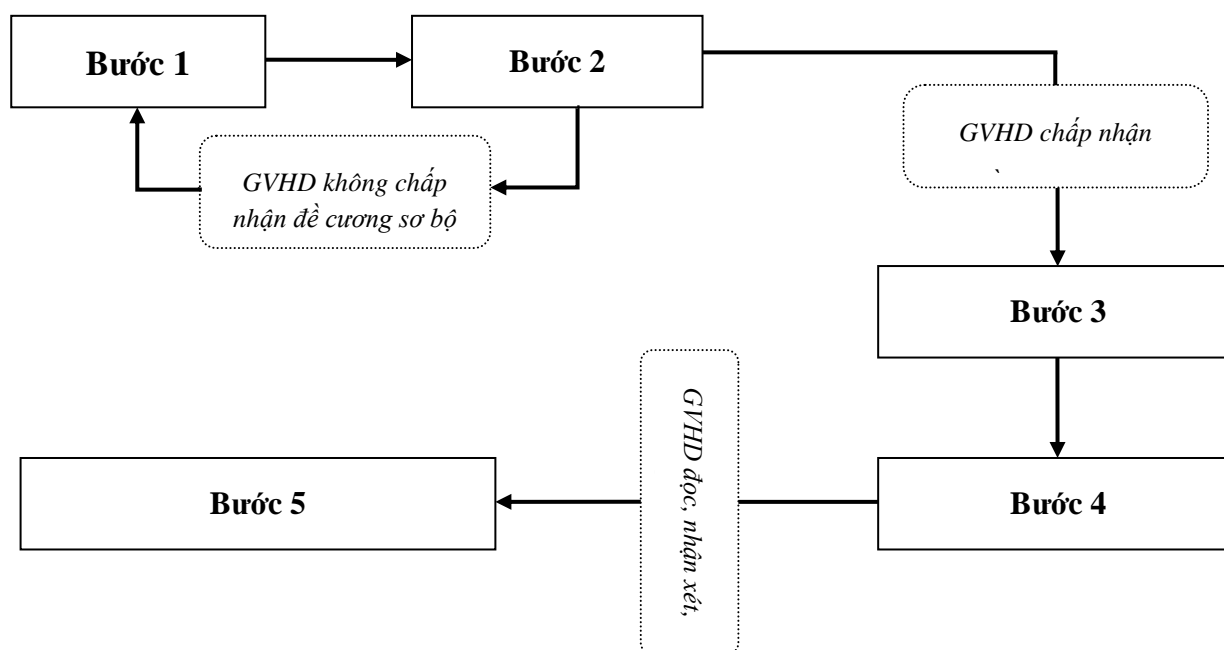 Bước 1
Bước 2
GVHD chấp nhận
GVHD không chấp
nhận đề cương sơ bộ
Bước 3
GVHD đọc, nhận xét,
Bước 5
Bước 4